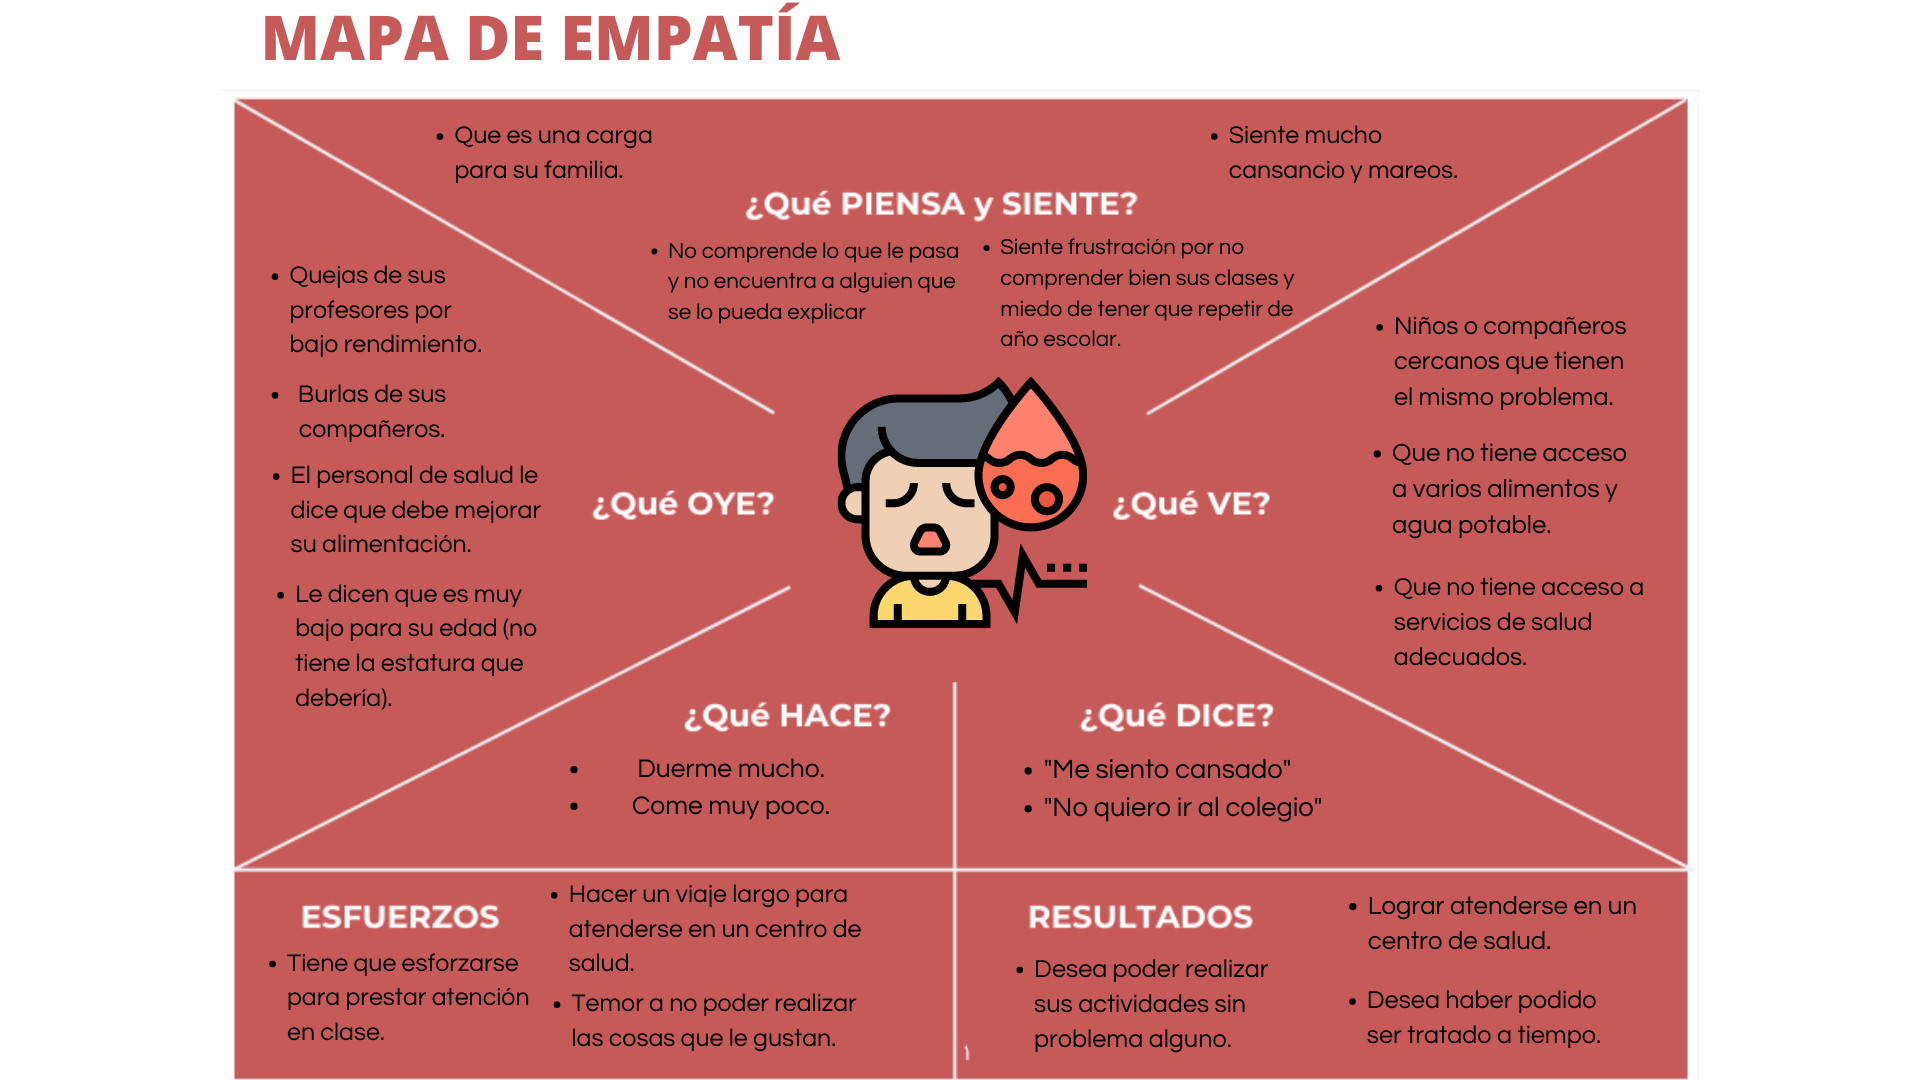 MAPA DE EMPATÍA
• Que es una carga
para su familia.
• Siente mucho
cansancio y mareos.
¿Qué PIENSA y SIENTE?
• No comprende lo que le pasa
y no encuentra a alguien que
se lo pueda explicar
• Siente frustración por no
comprender bien sus clases y
miedo de tener que repetir de
año escolar.
• Quejas de sus
profesores por
bajo rendimiento.
• Burlas de sus
compañeros.
• El personal de salud le
dice que debe mejorar
su alimentación.
• Le dicen que es muy
bajo para su edad (no
tiene la estatura que
debería).
¿Qué OYE?
¿Qué VE?
• Niños o compañeros
cercanos que tienen
el mismo problema.
• Que no tiene acceso
a varios alimentos y
agua potable.
• Que no tiene acceso a
servicios de salud
adecuados.
¿Qué HACE?
• Duerme mucho.
• Come muy poco.
¿Qué DICE?
• "Me siento cansado"
• "No quiero ir al colegio"
ESFUERZOS
• Tiene que esforzarse
para prestar atención
en clase.
• Hacer un viaje largo para
atenderse en un centro de
salud.
• Temor a no poder realizar
las cosas que le gustan.
RESULTADOS
• Desea poder realizar
sus actividades sin
problema alguno.
• Lograr atenderse en un
centro de salud.
• Desea haber podido
ser tratado a tiempo.